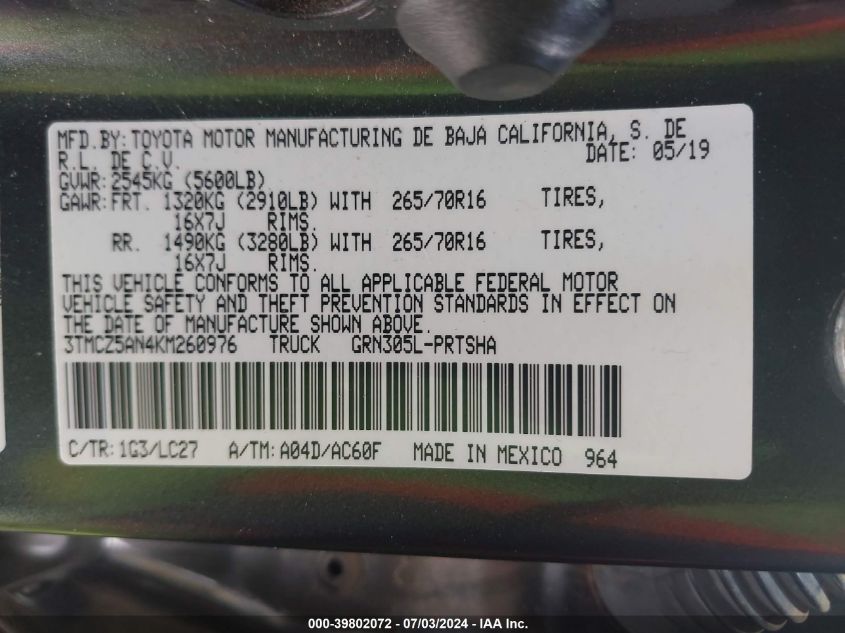 MFD.BY: TOYOTA MOTOR MANUFACTURING DE BAJA CALIFORNIA, S. DE
R.L. DE C.V. DATE: 05/19
GVWR: 2545KG (5600LB)
GAWR: FRT. 1320KG (2910LB) WITH 265/70R16 TIRES,
16X7J RIMS.
RR. 1490KG (3280LB) WITH 265/70R16 TIRES,
16X7J RIMS.
THIS VEHICLE CONFORMS TO ALL APPLICABLE FEDERAL MOTOR
VEHICLE SAFETY AND THEFT PREVENTION STANDARDS IN EFFECT ON
THE DATE OF MANUFACTURE SHOWN ABOVE.
3TMCZ5AN4KM260976 TRUCK GRN305L-PRTSHA
C/TR: 1G3/LC27 A/TM: A04D/AC60F MADE IN MEXICO 964
000-39802072 / 07/03/2024 - IAA Inc.